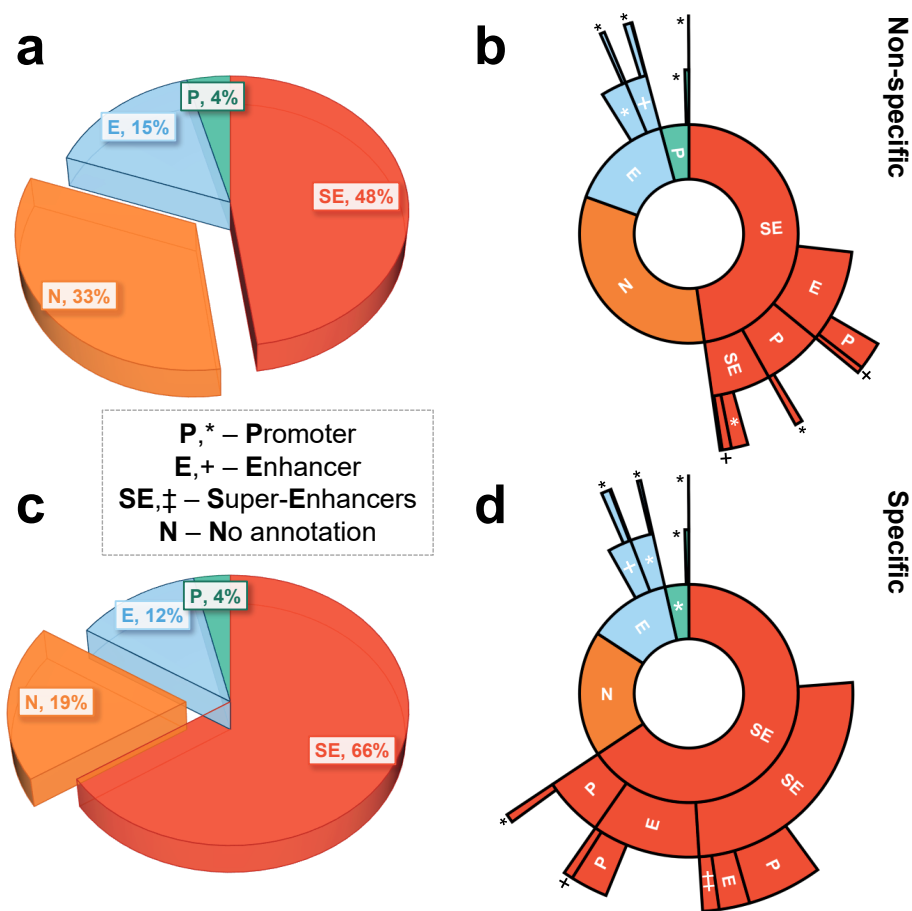 a
P, 4%
E, 15%
SE, 48%
N, 33%
b
Non-specific
*
*
*
*
*
+
P
E
SE
N
E
P
+
P
*
SE
*
+
P,* – Promoter
E,+ – Enhancer
SE,‡ – Super-Enhancers
N – No annotation
c
P, 4%
E, 12%
N, 19%
SE, 66%
d
Specific
*
*
*
*
+
*
*
E
N
SE
SE
P
*
E
P
+
‡
E
P